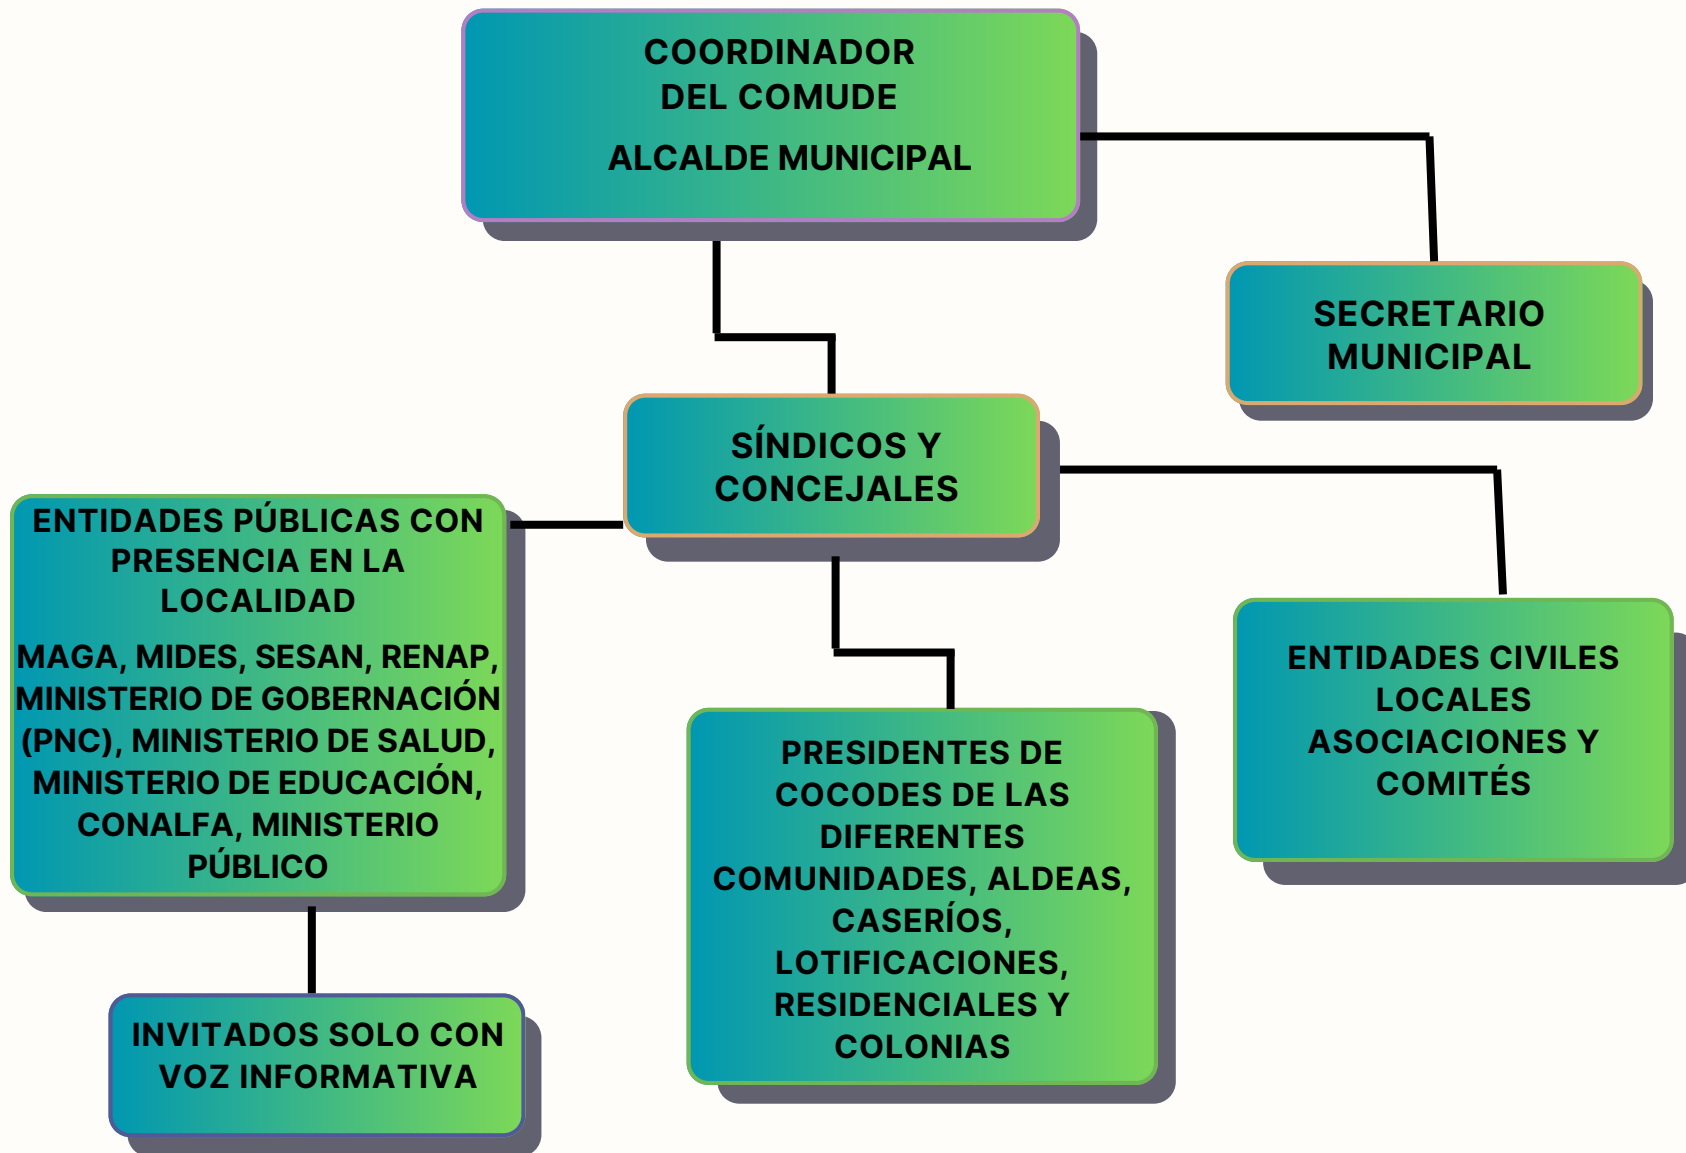 COORDINADOR
DEL COMUDE
ALCALDE MUNICIPAL
SECRETARIO
MUNICIPAL
SÍNDICOS Y
CONCEJALES
ENTIDADES PÚBLICAS CON
PRESENCIA EN LA
LOCALIDAD
MAGA, MIDES, SESAN, RENAP,
MINISTERIO DE GOBERNACIÓN
(PNC), MINISTERIO DE SALUD,
MINISTERIO DE EDUCACIÓN,
CONALFA, MINISTERIO
PÚBLICO
PRESIDENTES DE
COCODES DE LAS
DIFERENTES
COMUNIDADES, ALDEAS,
CASERÍOS,
LOTIFICACIONES,
RESIDENCIALES Y
COLONIAS
ENTIDADES CIVILES
LOCALES
ASOCIACIONES Y
COMITÉS
INVITADOS SOLO CON
VOZ INFORMATIVA